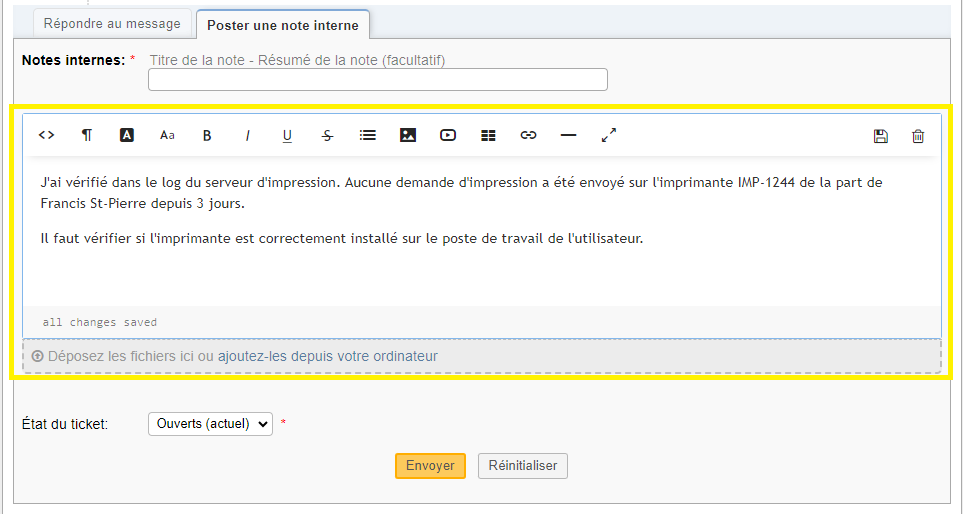 Répondre au message
Poster une note interne
Notes internes: * Titre de la note - Résumé de la note (facultatif)
<> ¶ A Aa B I U S
J'ai vérifié dans le log du serveur d'impression. Aucune demande d'impression a été envoyé sur l'imprimante IMP-1244 de la part de
Francis St-Pierre depuis 3 jours.
Il faut vérifier si l'imprimante est correctement installé sur le poste de travail de l'utilisateur.
all changes saved
Déposez les fichiers ici ou ajoutez-les depuis votre ordinateur
État du ticket: Ouverts (actuel) *
Envoyer Réinitialiser